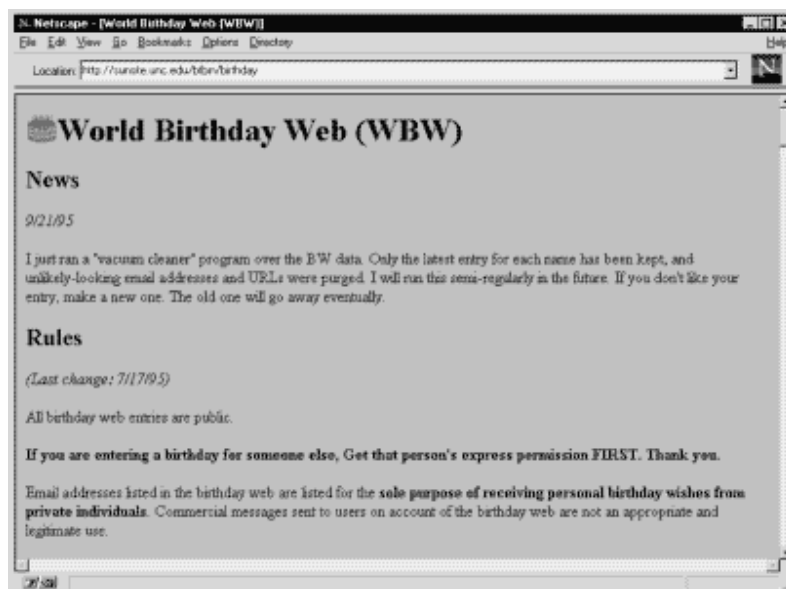 Netscape - [World Birthday Web (WBW)]
File Edit View Go Bookmarks Options Directory Help
Location: http://sunsite.unc.edu/btbin/birthday
N
World Birthday Web (WBW)
News
9/21/95
I just ran a "vacuum cleaner" program over the BW data. Only the latest entry for each name has been kept, and
unlikely-looking email addresses and URLs were purged. I will run this semi-regularly in the future. If you don't like your
entry, make a new one. The old one will go away eventually.
Rules
(Last change: 7/17/95)
All birthday web entries are public.
If you are entering a birthday for someone else, Get that person's express permission FIRST. Thank you.
Email addresses listed in the birthday web are listed for the sole purpose of receiving personal birthday wishes from
private individuals. Commercial messages sent to users on account of the birthday web are not an appropriate and
legitimate use.